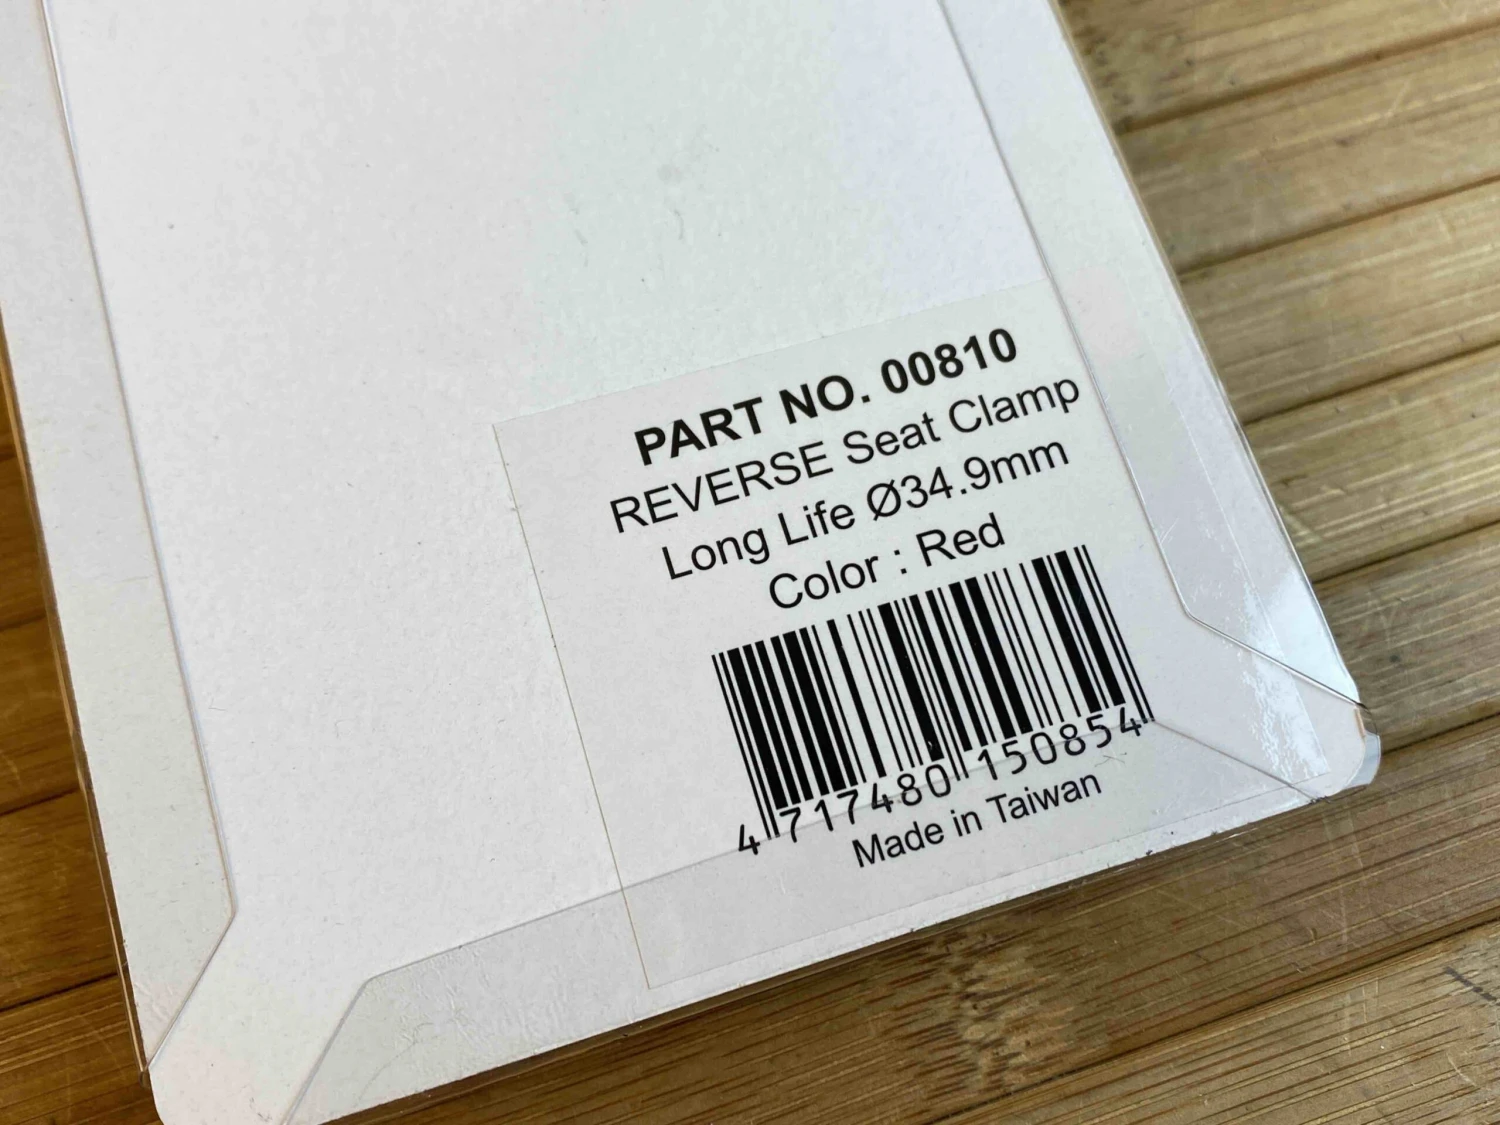 PART NO. 00810
REVERSE Seat Clamp
Long Life Ø34.9mm
Color : Red
4 717480 150854
Made in Taiwan